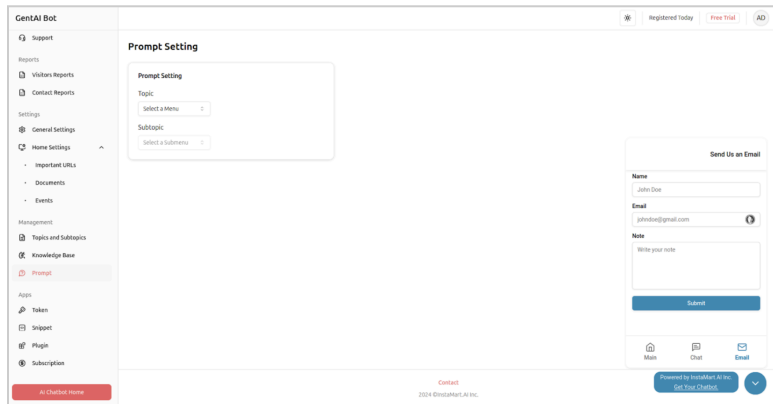 GentAI Bot
Registered Today
Free Trial
AD
Support
Reports
Visitors Reports
Contact Reports
Settings
General Settings
Home Settings
Important URLs
Documents
Events
Management
Topics and Subtopics
Knowledge Base
Prompt
Apps
Token
Snippet
Plugin
Subscription
AI Chatbot Home
Prompt Setting
Prompt Setting
Topic
Select a Menu
Subtopic
Select a Submenu
Send Us an Email
Name
John Doe
Email
johndoe@gmail.com
Note
Write your note
Submit
Main
Chat
Email
Powered by InstaMart AI Inc.
Get Your Chatbot.
Contact
2024 ©InstaMart.AI Inc.